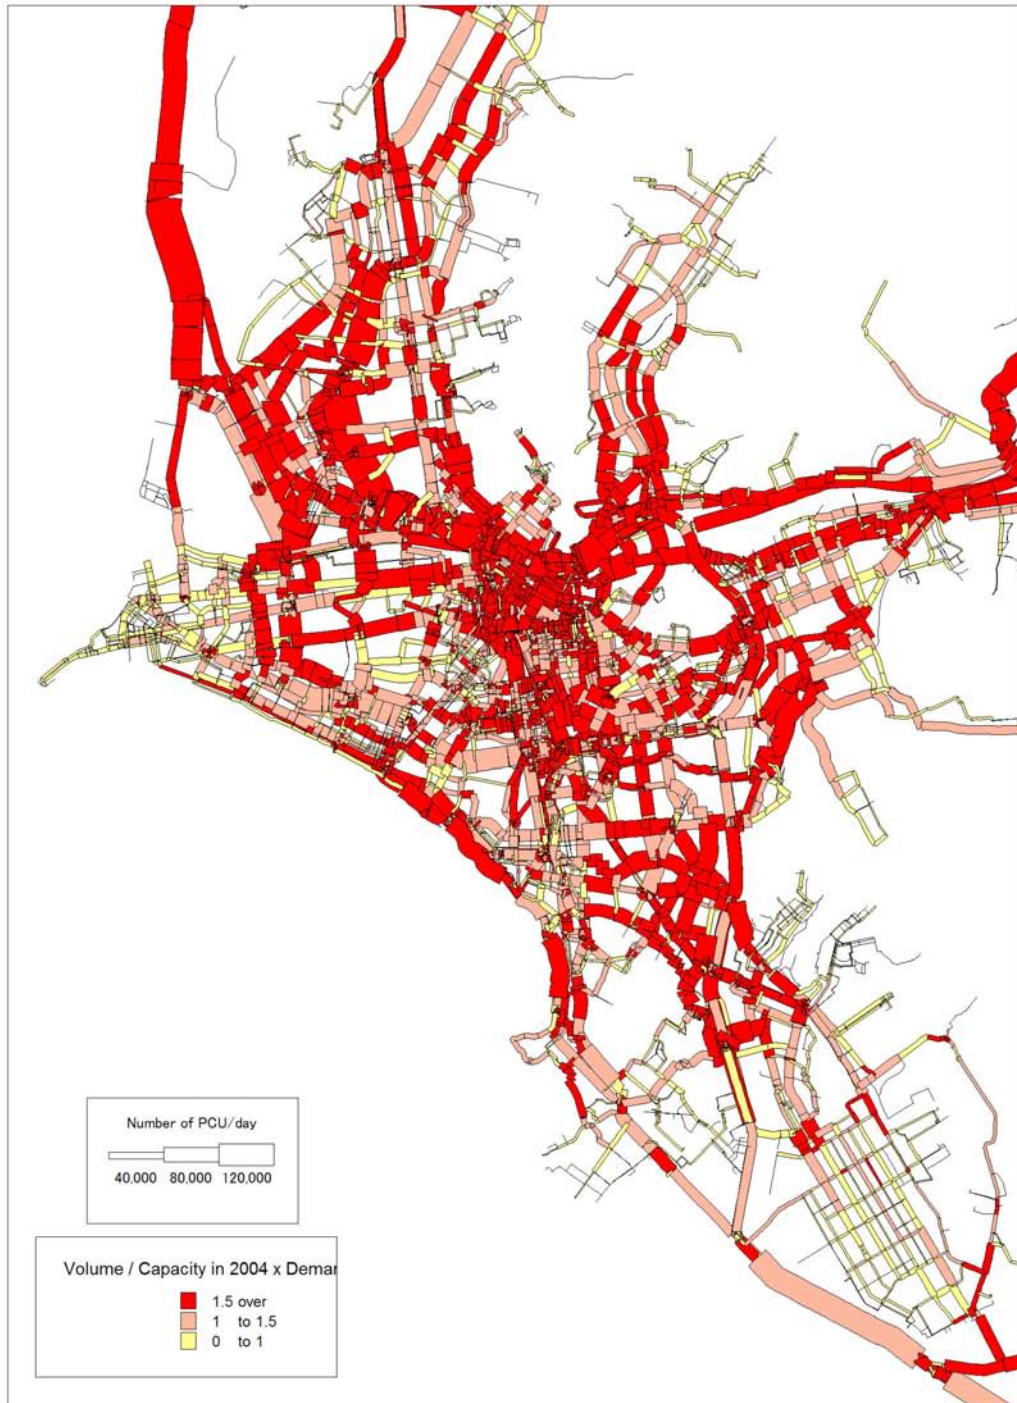 Number of PCU/day
40,000 80,000 120,000
Volume / Capacity in 2004 x Demar
1.5 over
1 to 1.5
0 to 1